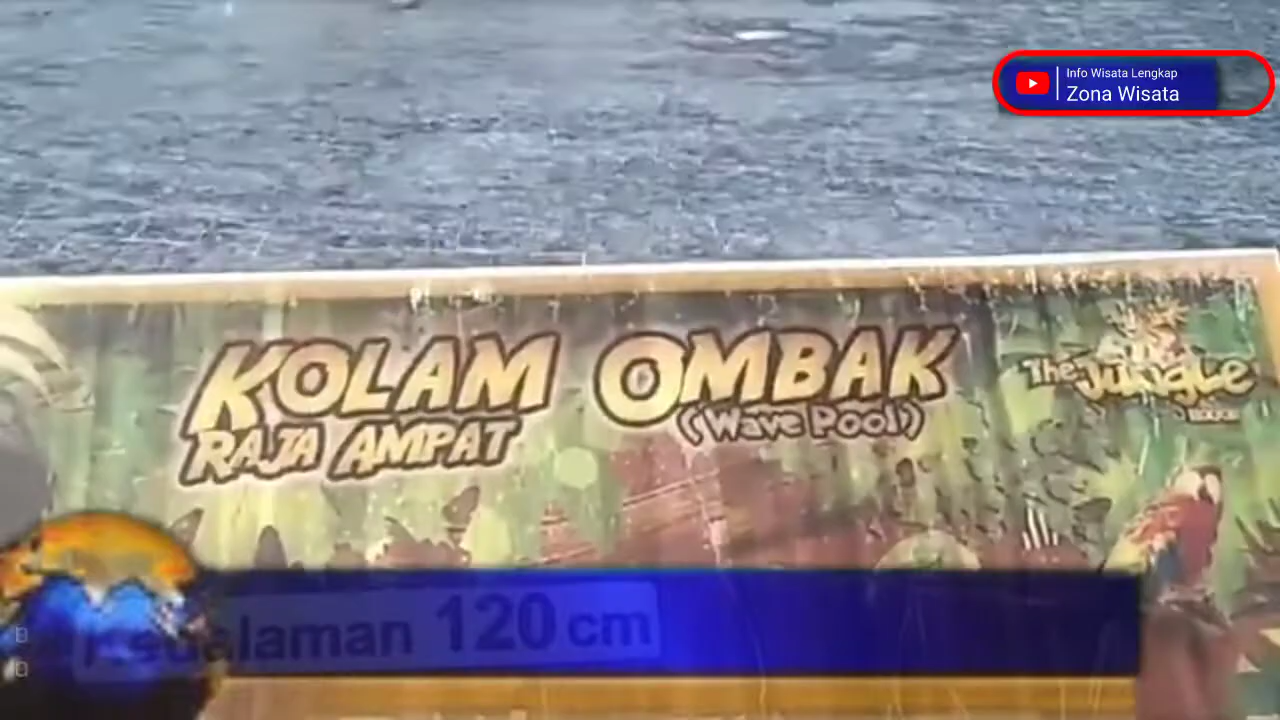 Info Wisata Lengkap
Zona Wisata
KOLAM OMBAK
RAJA AMPAT
(Wave Pool)
The Jungle
Kedalaman 120 cm